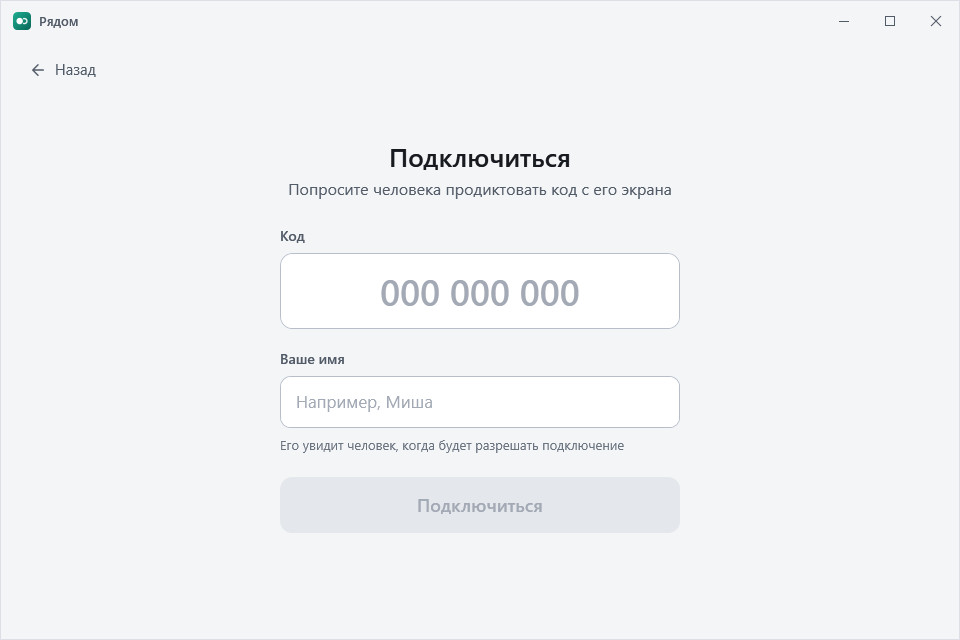 Рядом
Назад
Подключиться
Попросите человека продиктовать код с его экрана
Код
000 000 000
Ваше имя
Например, Миша
Его увидит человек, когда будет разрешать подключение
Подключиться